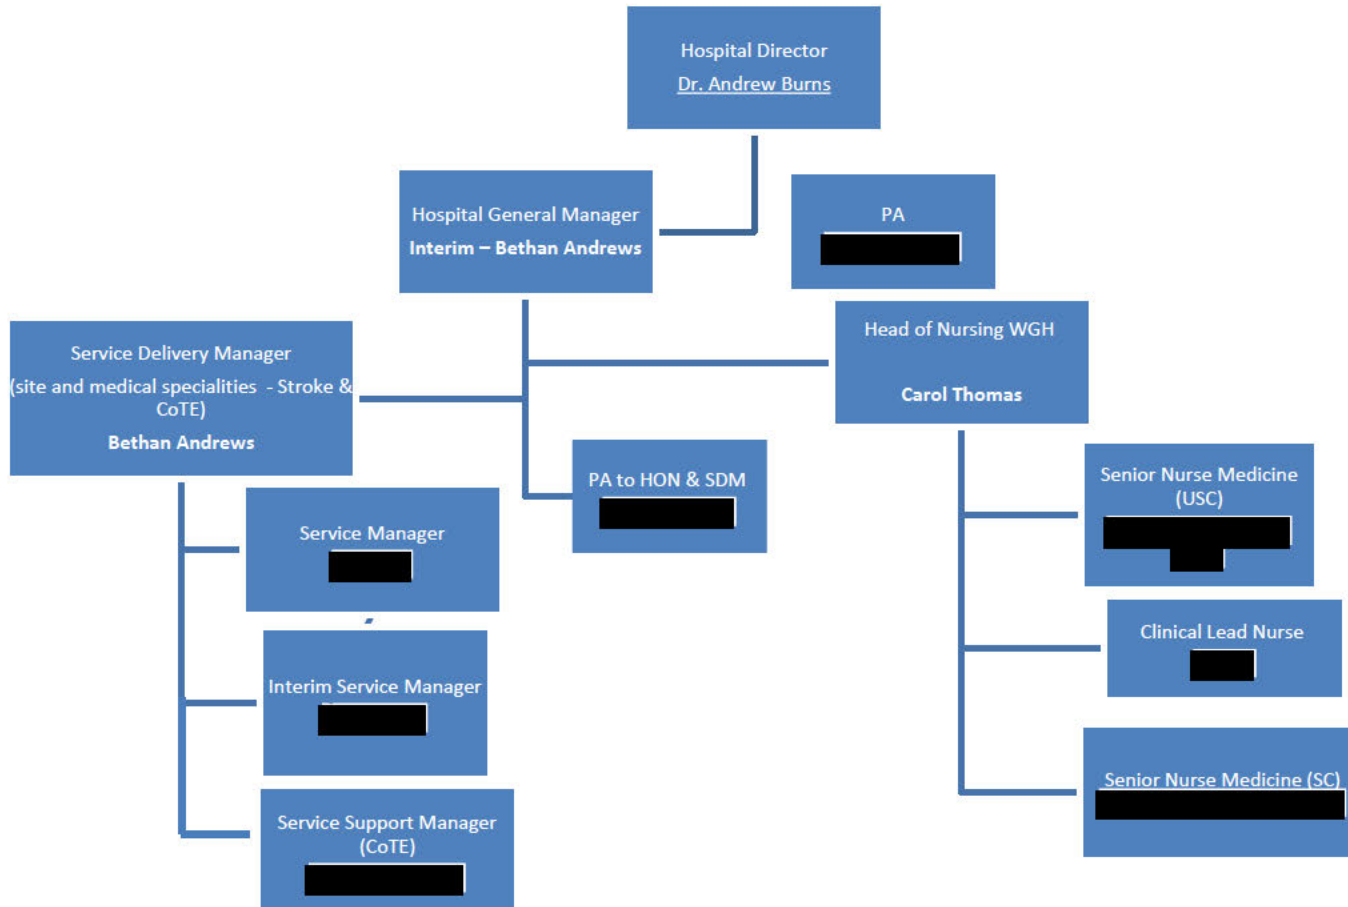 Hospital Director
Dr. Andrew Burns
Hospital General Manager
Interim – Bethan Andrews
PA
Head of Nursing WGH
Carol Thomas
Service Delivery Manager
(site and medical specialities - Stroke &
CoTE)
Bethan Andrews
PA to HON & SDM
Senior Nurse Medicine
(USC)
Service Manager
Clinical Lead Nurse
Interim Service Manager
Senior Nurse Medicine (SC)
Service Support Manager
(CoTE)